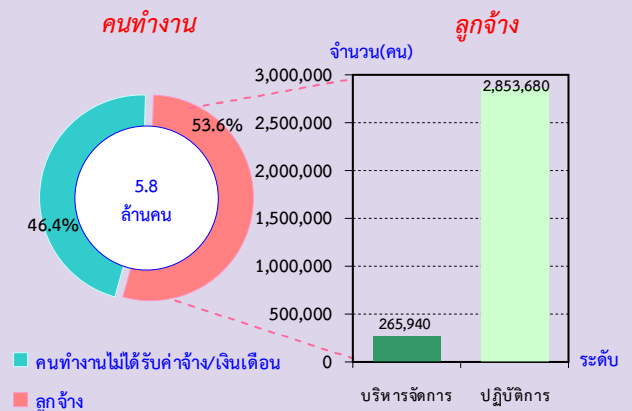 คนทำงาน
ลูกจ้าง
จำนวน(คน)
53.6%
46.4%
5.8
ล้านคน
3,000,000
2,500,000
2,000,000
1,500,000
1,000,000
500,000
0
2,853,680
265,940
ระดับ
บริหารจัดการ
ปฏิบัติการ
คนทำงานไม่ได้รับค่าจ้าง/เงินเดือน
ลูกจ้าง